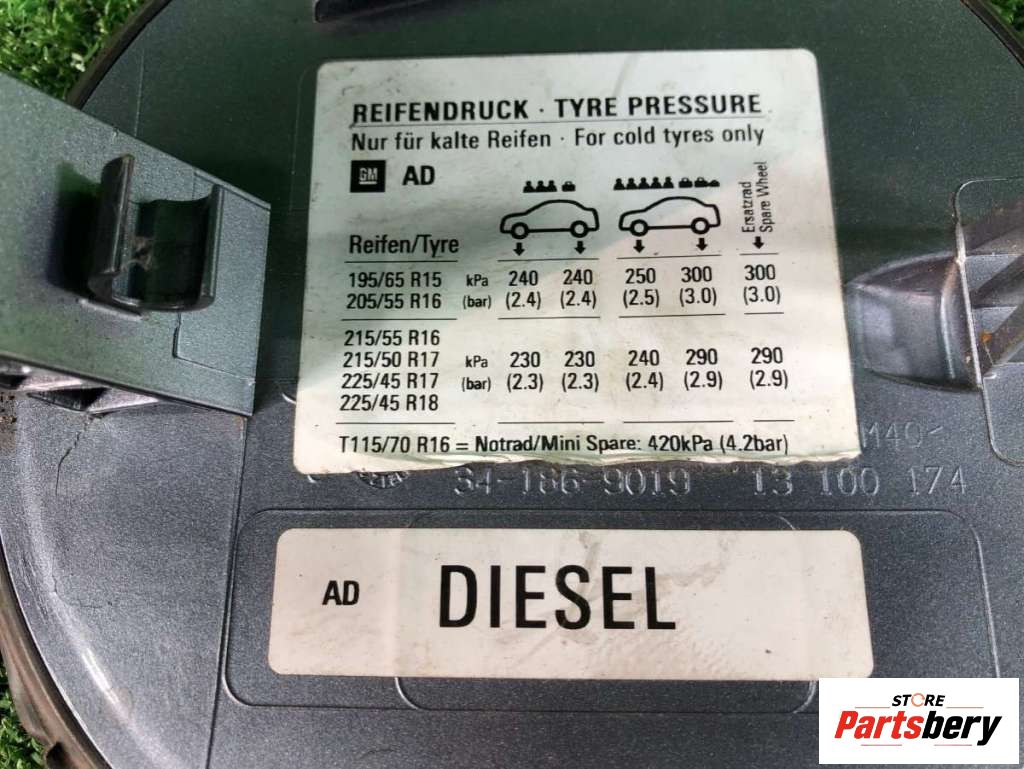 REIFENDRUCK · TYRE PRESSURE
Nur für kalte Reifen · For cold tyres only
GM AD
Ersatzrad
Spare Wheel
Reifen/Tyre
195/65 R15 kPa 240 240 250 300 300
205/55 R16 (bar) (2.4) (2.4) (2.5) (3.0) (3.0)
215/55 R16
215/50 R17 kPa 230 230 240 290 290
225/45 R17 (bar) (2.3) (2.3) (2.4) (2.9) (2.9)
225/45 R18
T115/70 R16 = Notrad/Mini Spare: 420kPa (4.2bar)
34-186-9019 13 100 174
AD DIESEL
STORE
Partsbery